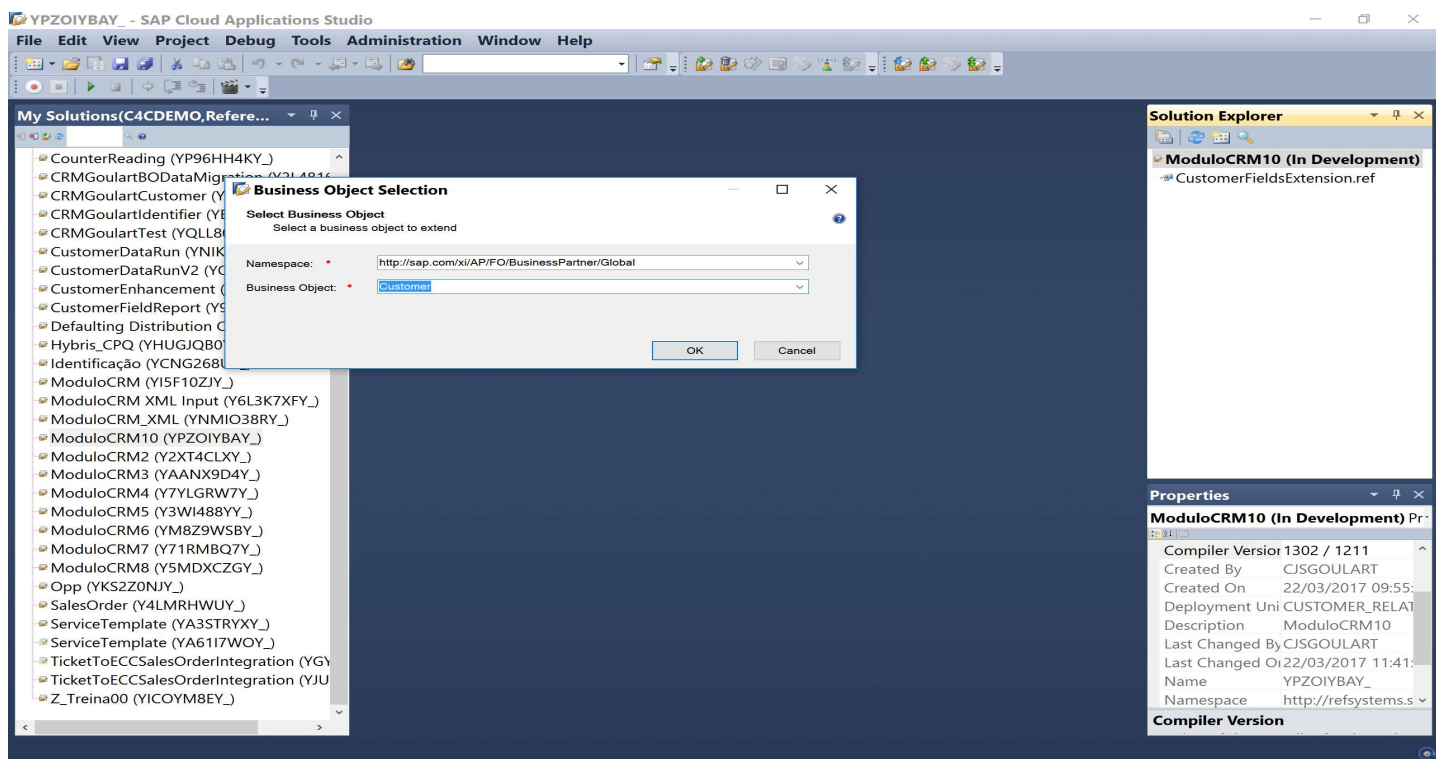 YPZOIYBAY_ - SAP Cloud Applications Studio
File Edit View Project Debug Tools Administration Window Help
My Solutions(C4CDEMO,Refere...
CounterReading (YP96HH4KY_)
CRMGoulartBODataMigration
CRMGoulartCustomer (Y
CRMGoulartIdentifier (YE
CRMGoulartTest (YQLL8
CustomerDataRun (YNIK
CustomerDataRunV2 (YC
CustomerEnhancement (
CustomerFieldReport (Y9
Defaulting Distribution C
Hybris_CPQ (YHUGJQB0
Identificação (YCNG268
ModuloCRM (YI5F10ZJY_)
ModuloCRM XML Input (Y6L3K7XFY_)
ModuloCRM_XML (YNMIO38RY_)
ModuloCRM10 (YPZOIYBAY_)
ModuloCRM2 (Y2XT4CLXY_)
ModuloCRM3 (YAANX9D4Y_)
ModuloCRM4 (Y7YLGRW7Y_)
ModuloCRM5 (Y3WI488YY_)
ModuloCRM6 (YM8Z9WSBY_)
ModuloCRM7 (Y71RMBQ7Y_)
ModuloCRM8 (Y5MDXCZGY_)
Opp (YKS2Z0NJY_)
SalesOrder (Y4LMRHWUY_)
ServiceTemplate (YA3STRYXY_)
ServiceTemplate (YA61I7WOY_)
TicketToECCSalesOrderIntegration (YGY
TicketToECCSalesOrderIntegration (YJU
Z_Treina00 (YICOYM8EY_)
Business Object Selection
Select Business Object
Select a business object to extend
Namespace: * http://sap.com/xi/AP/FO/BusinessPartner/Global
Business Object: * Customer
OK Cancel
Solution Explorer
ModuloCRM10 (In Development)
CustomerFieldsExtension.ref
Properties
ModuloCRM10 (In Development) Pr
Compiler Version 1302 / 1211
Created By CJSGOULART
Created On 22/03/2017 09:55:
Deployment Uni CUSTOMER_RELAT
Description ModuloCRM10
Last Changed By CJSGOULART
Last Changed O 22/03/2017 11:41:
Name YPZOIYBAY_
Namespace http://refsystems.s
Compiler Version